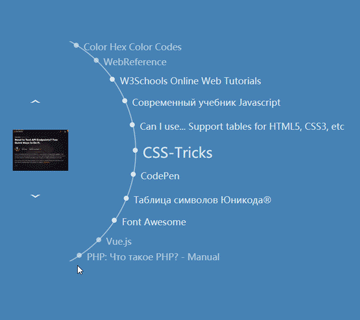 Color Hex Color Codes
WebReference
W3Schools Online Web Tutorials
Современный учебник Javascript
Can I use... Support tables for HTML5, CSS3, etc
CSS-Tricks
CodePen
Таблица символов Юникода®
Font Awesome
Vue.js
PHP: Что такое PHP? - Manual